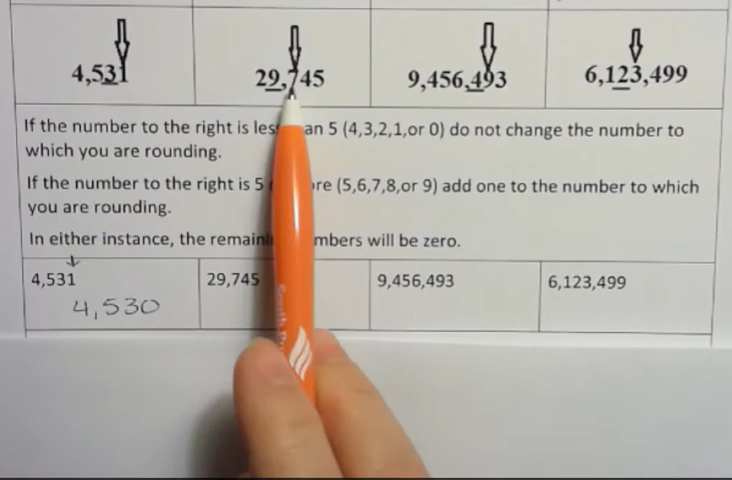 4,531 29,745 9,456,493 6,123,499
If the number to the right is les an 5 (4,3,2,1,or 0) do not change the number to
which you are rounding.
If the number to the right is 5 re (5,6,7,8,or 9) add one to the number to which
you are rounding.
In either instance, the remain mbers will be zero.
4,531 29,745 9,456,493 6,123,499
4,530